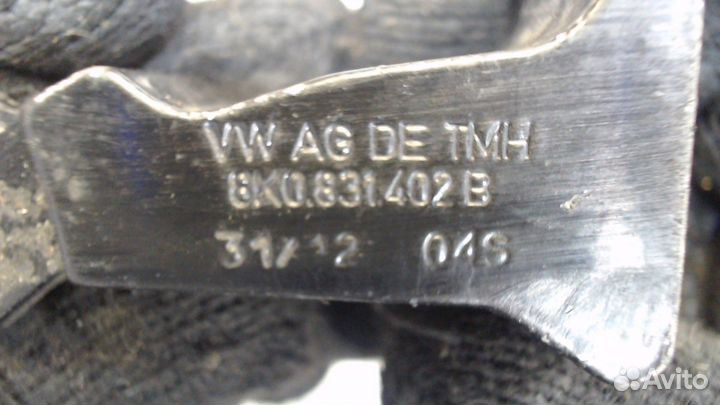 VW AG DE TMH
8K0.831.402 B
31/12 04S
Avito